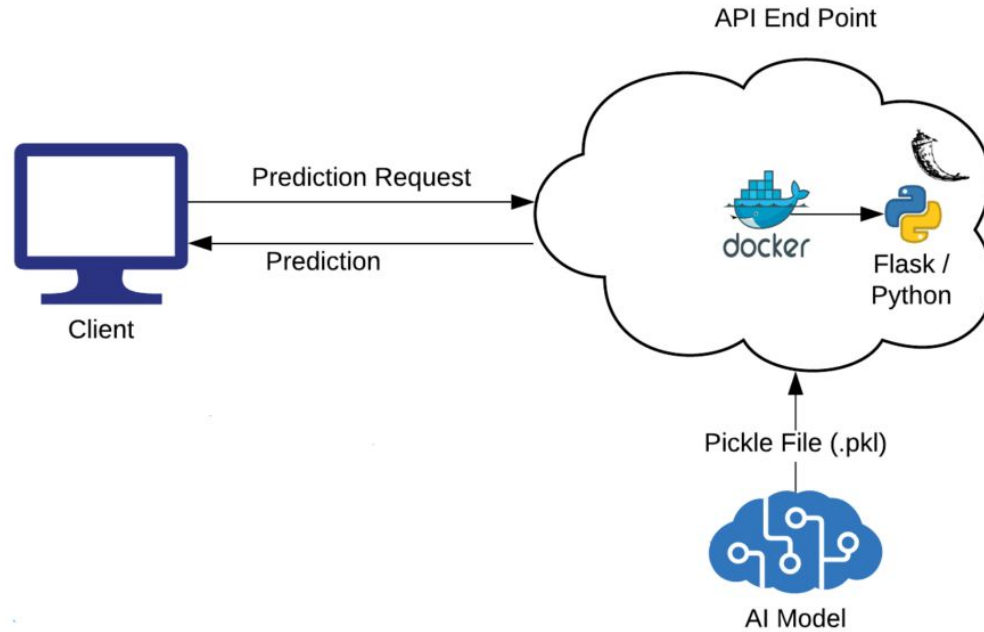 API End Point
Prediction Request
Prediction
docker
Flask /
Python
Client
Pickle File (.pkl)
AI Model